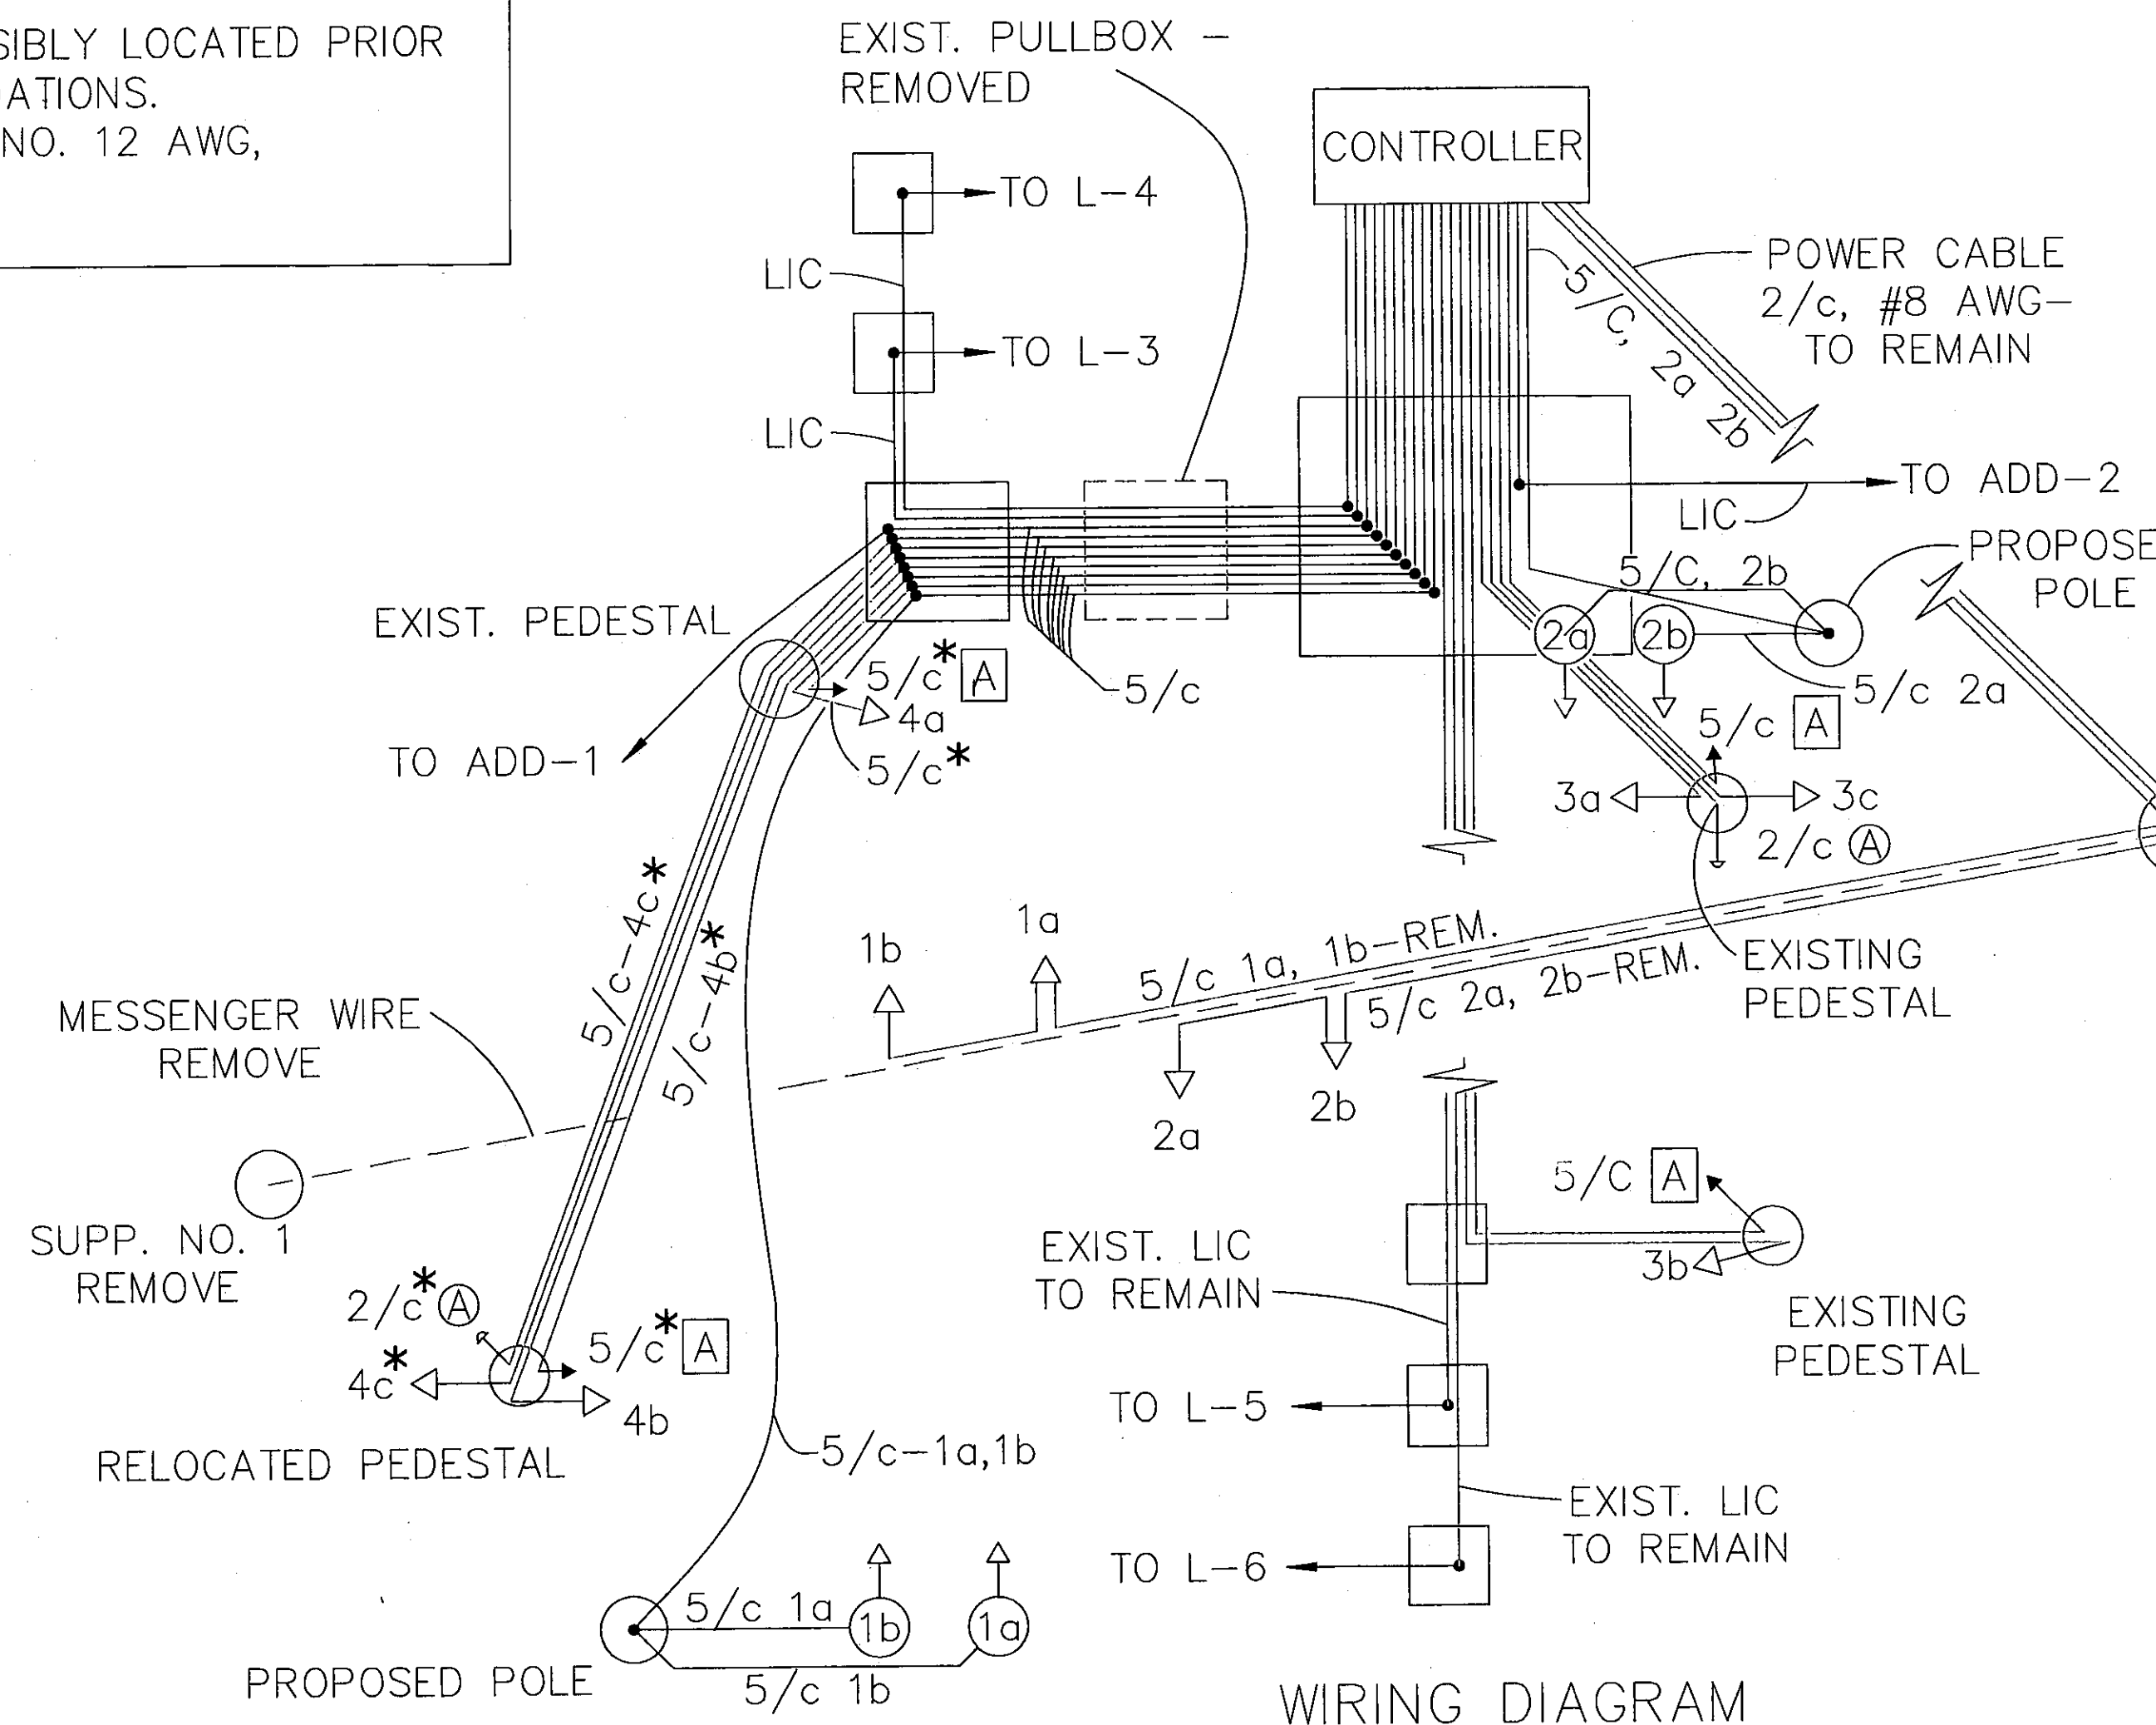 SIBLY LOCATED PRIOR
DATIONS.
NO. 12 AWG,
EXIST. PULLBOX –
REMOVED
CONTROLLER
TO L–4
LIC
TO L–3
LIC
POWER CABLE
2/c, #8 AWG–
TO REMAIN
5/C, 2a 2b
TO ADD–2
LIC
PROPOSE
POLE
5/C, 2b
2a
2b
5/c 2a
EXIST. PEDESTAL
5/c* A
4a
5/c*
5/c
TO ADD–1
5/c A
3a
3c
2/c A
EXISTING
PEDESTAL
5/c–4c*
5/c–4b*
1b
1a
5/c 1a, 1b–REM.
5/c 2a, 2b–REM.
2a
2b
MESSENGER WIRE
REMOVE
SUPP. NO. 1
REMOVE
5/C A
3b
EXISTING
PEDESTAL
EXIST. LIC
TO REMAIN
2/c* A
5/c* A
4c*
4b
RELOCATED PEDESTAL
TO L–5
5/c–1a,1b
EXIST. LIC
TO REMAIN
TO L–6
5/c 1a
1b
1a
5/c 1b
PROPOSED POLE
WIRING DIAGRAM